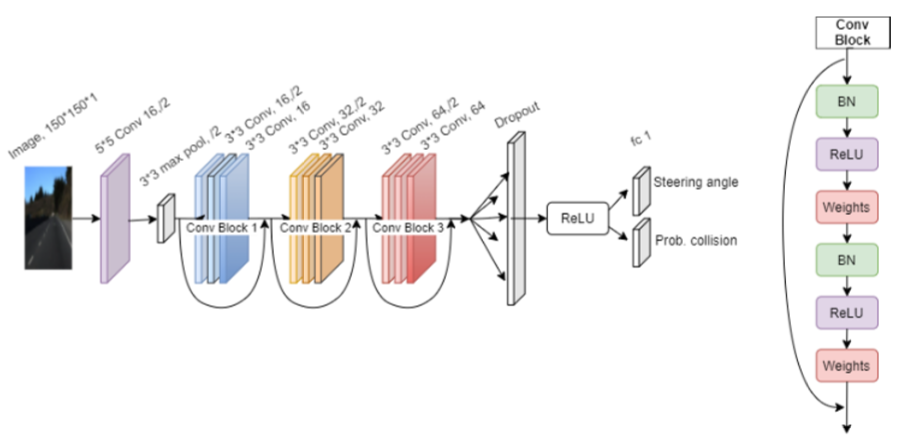 Image, 150*150*1
5*5 Conv 16,/2
3*3 max pool, /2
3*3 Conv, 16,/2
3*3 Conv, 16
3*3 Conv, 32,/2
3*3 Conv, 32
3*3 Conv, 64,/2
3*3 Conv, 64
Dropout
fc 1
Conv Block 1
Conv Block 2
Conv Block 3
ReLU
Steering angle
Prob. collision
Conv
Block
BN
ReLU
Weights
BN
ReLU
Weights